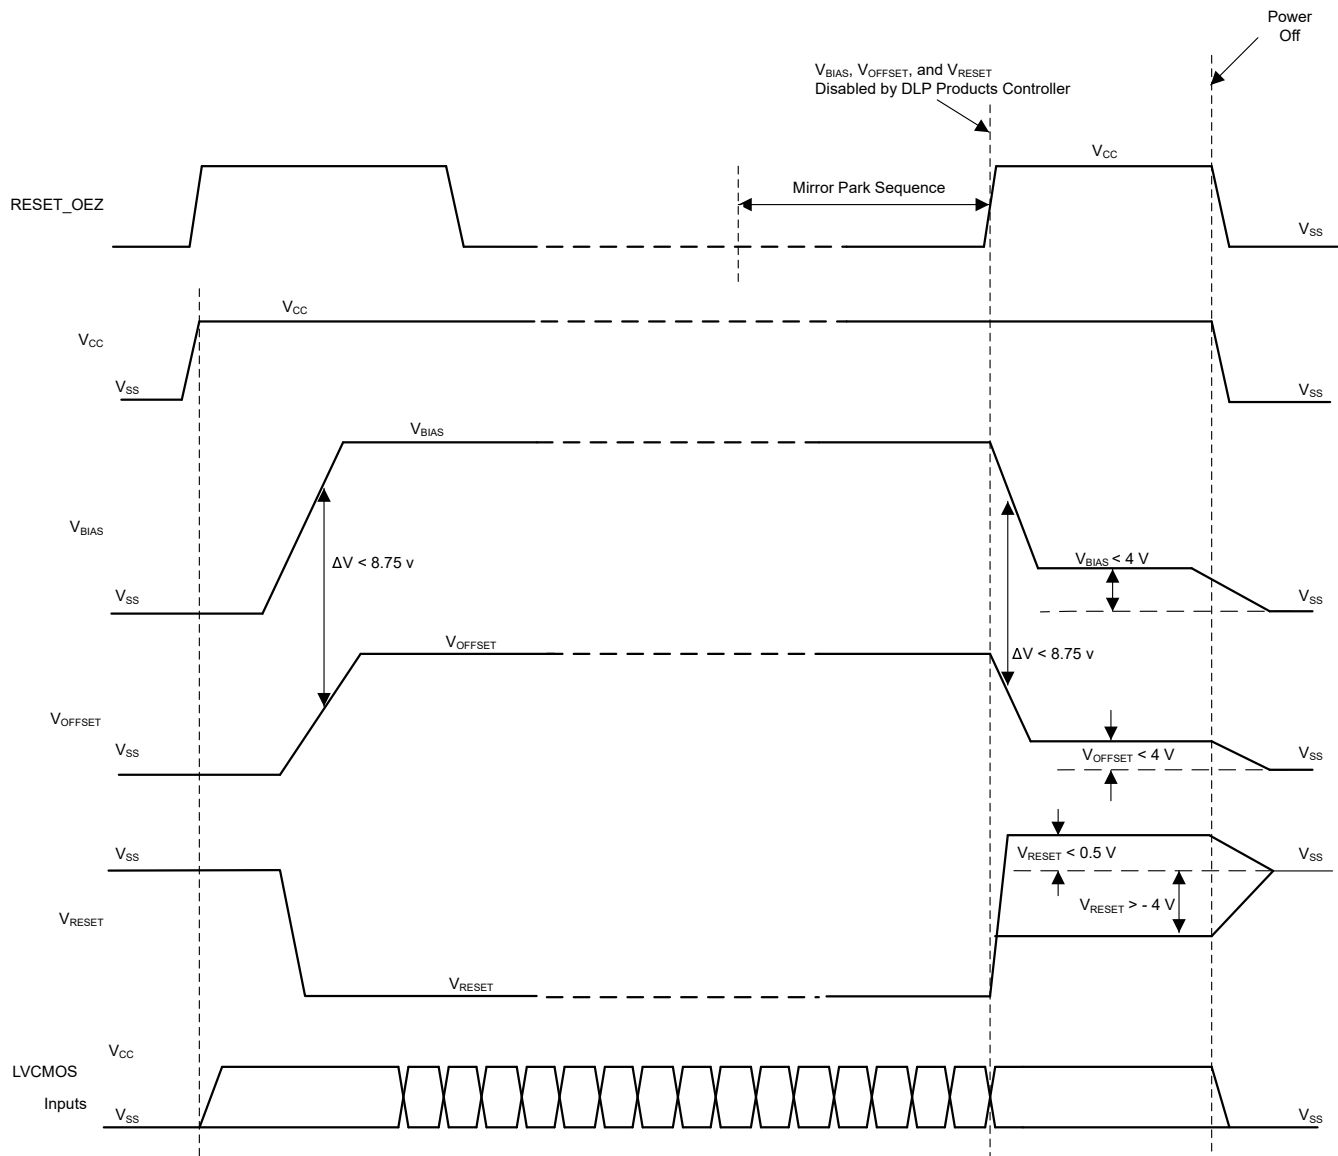 Power
Off
VBIAS, VOFFSET, and VRESET
Disabled by DLP Products Controller
VCC
RESET_OEZ
Mirror Park Sequence
VSS
VCC
VCC
VSS
VSS
VBIAS
VBIAS
ΔV < 8.75 v
VBIAS < 4 V
VSS
VSS
VOFFSET
ΔV < 8.75 v
VOFFSET
VSS
VOFFSET < 4 V
VSS
VSS
VRESET < 0.5 V
VSS
VRESET
VRESET > - 4 V
VRESET
VCC
LVCMOS
Inputs
VSS
VSS